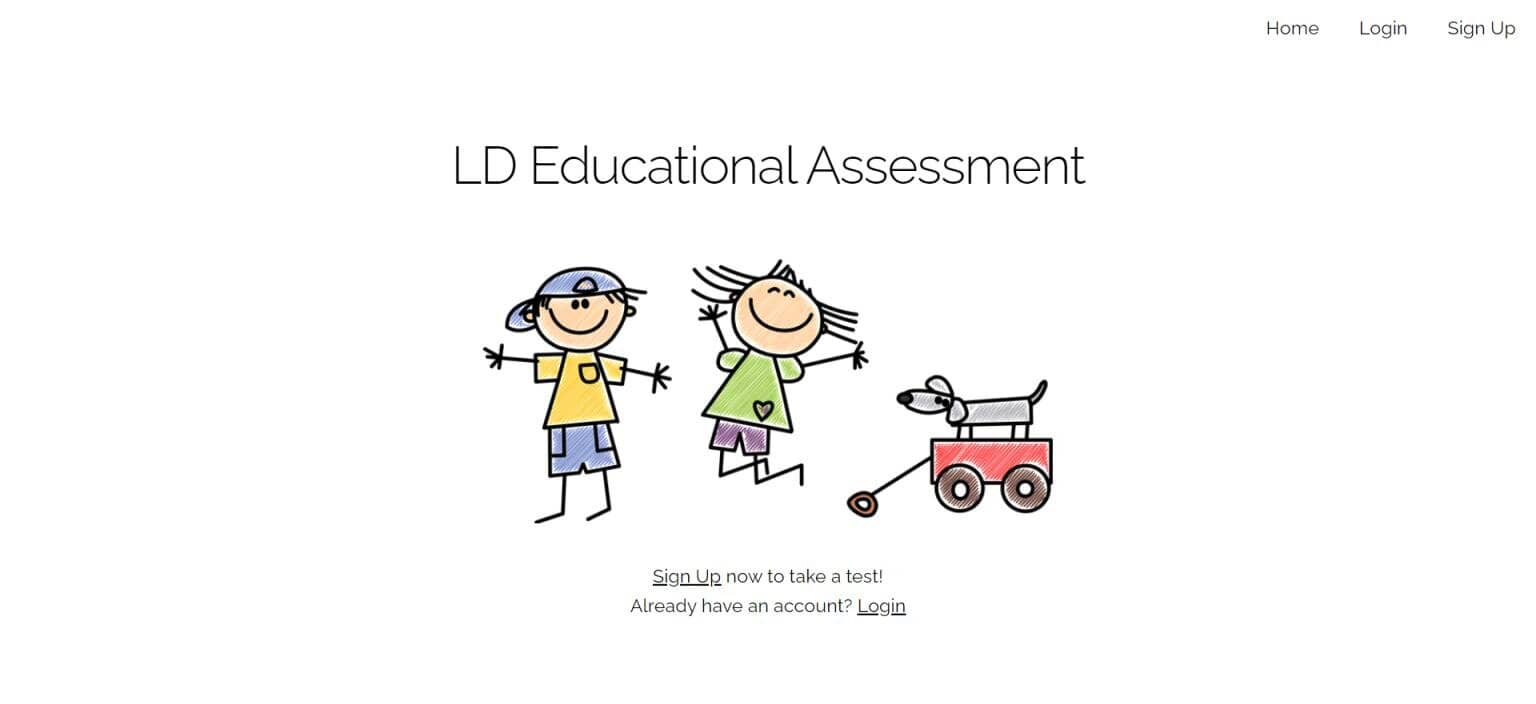 Home Login Sign Up
LD Educational Assessment
Sign Up now to take a test!
Already have an account? Login